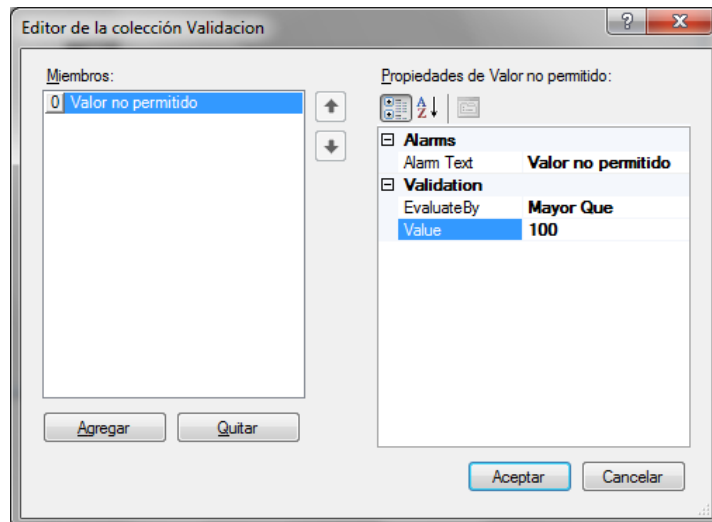 Editor de la colección Validacion
Miembros:
0 Valor no permitido
Agregar
Quitar
Propiedades de Valor no permitido:
A
Z
Alarms
Alarm Text Valor no permitido
Validation
EvaluateBy Mayor Que
Value 100
Aceptar
Cancelar